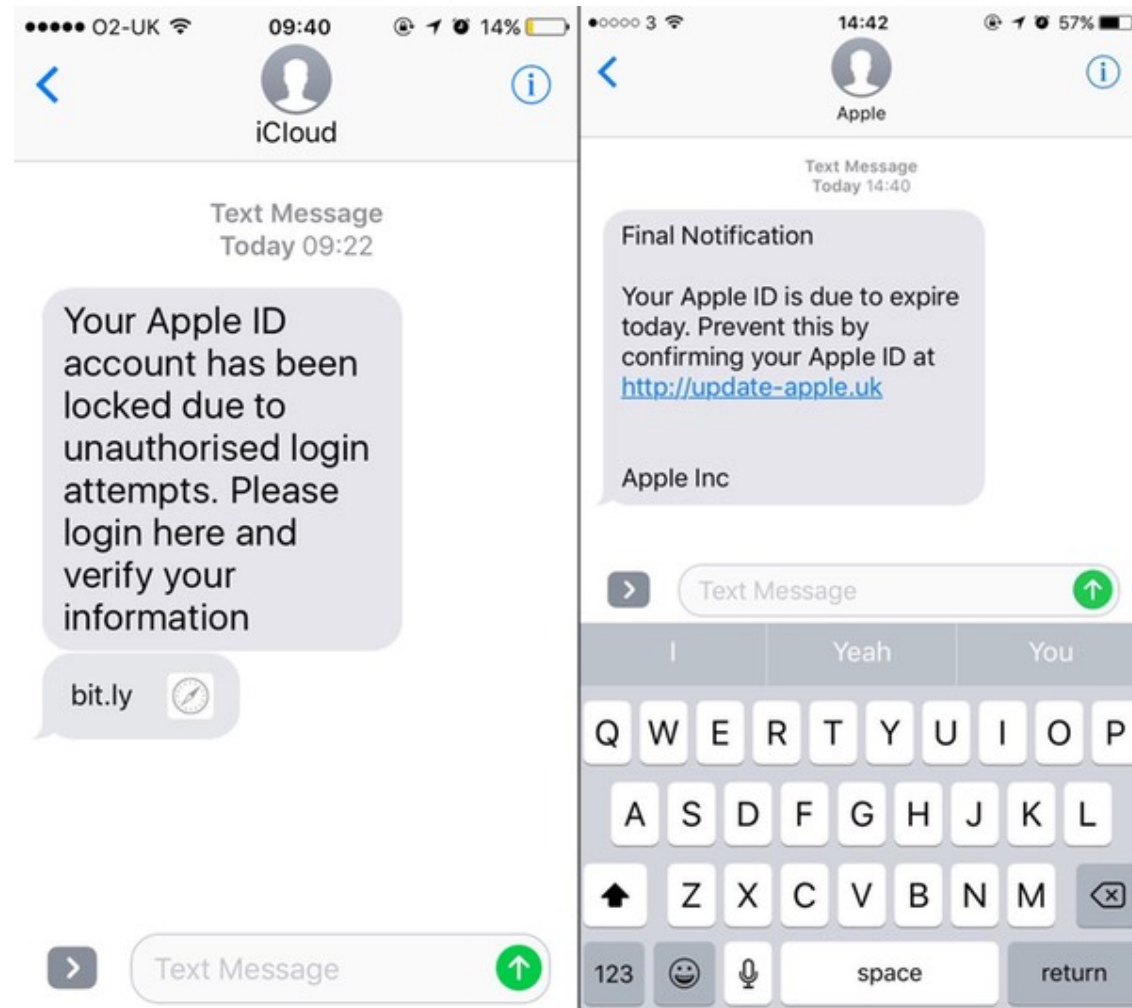 O2-UK 09:40 14%
iCloud
Text Message
Today 09:22
Your Apple ID
account has been
locked due to
unauthorised login
attempts. Please
login here and
verify your
information
bit.ly
Text Message
3 14:42 57%
Apple
Text Message
Today 14:40
Final Notification
Your Apple ID is due to expire
today. Prevent this by
confirming your Apple ID at
http://update-apple.uk
Apple Inc
Text Message
I Yeah You
Q W E R T Y U I O P
A S D F G H J K L
Z X C V B N M
123 space return